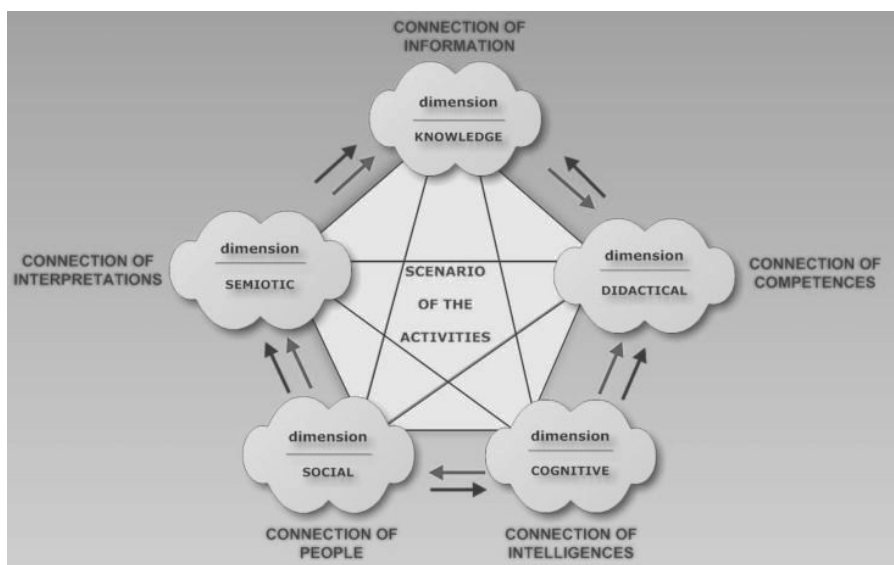 CONNECTION OF
INFORMATION
dimension
KNOWLEDGE
CONNECTION OF
INTERPRETATIONS
dimension
SEMIOTIC
SCENARIO
OF THE
ACTIVITIES
dimension
DIDACTICAL
CONNECTION OF
COMPETENCES
dimension
SOCIAL
dimension
COGNITIVE
CONNECTION OF
PEOPLE
CONNECTION OF
INTELLIGENCES